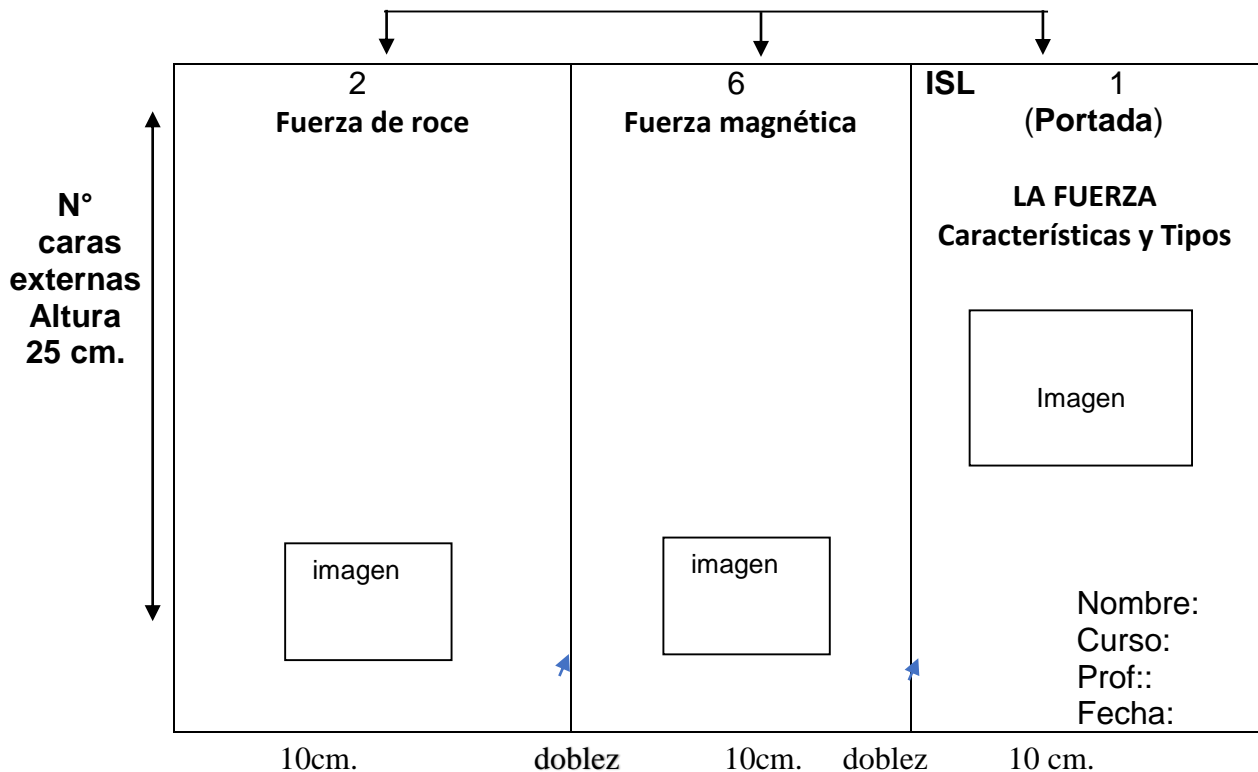 2
Fuerza de roce
imagen
6
Fuerza magnética
imagen
ISL 1
(Portada)
LA FUERZA
Características y Tipos
Imagen
Nombre:
Curso:
Prof::
Fecha:
N°
caras
externas
Altura
25 cm.
10cm. doblez 10cm. doblez 10 cm.